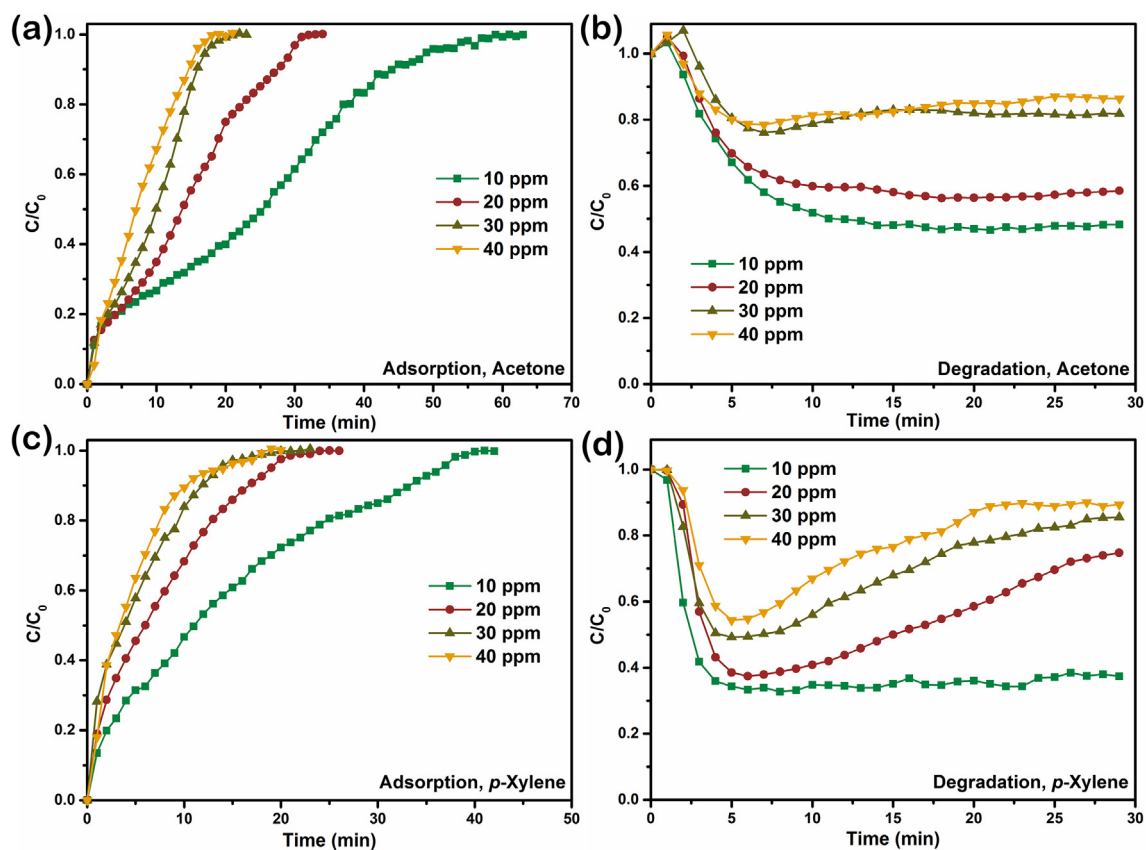 (a)
1.0
0.8
0.6
0.4
0.2
0.0
C/C0
10 ppm
20 ppm
30 ppm
40 ppm
Adsorption, Acetone
0 10 20 30 40 50 60 70
Time (min)
(b)
1.0
0.8
0.6
0.4
0.2
0.0
C/C0
10 ppm
20 ppm
30 ppm
40 ppm
Degradation, Acetone
0 5 10 15 20 25 30
Time (min)
(c)
1.0
0.8
0.6
0.4
0.2
0.0
C/C0
10 ppm
20 ppm
30 ppm
40 ppm
Adsorption, p-Xylene
0 10 20 30 40 50
Time (min)
(d)
1.0
0.8
0.6
0.4
0.2
0.0
C/C0
10 ppm
20 ppm
30 ppm
40 ppm
Degradation, p-Xylene
0 5 10 15 20 25 30
Time (min)